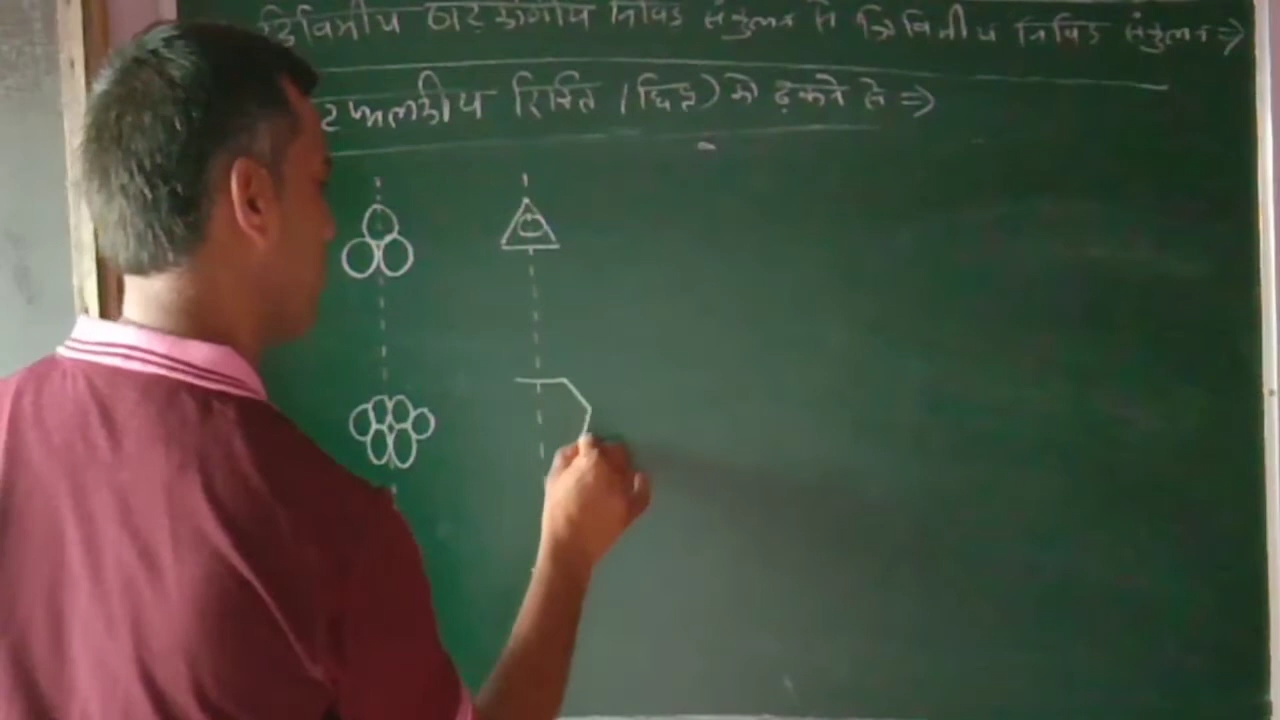 द्विविमीय षट्कोणीय निविड संकुलन से त्रिविमीय निविड संकुलन ⇒
फलकीय रिक्ति (छिद्र) को ढ़कने से ⇒